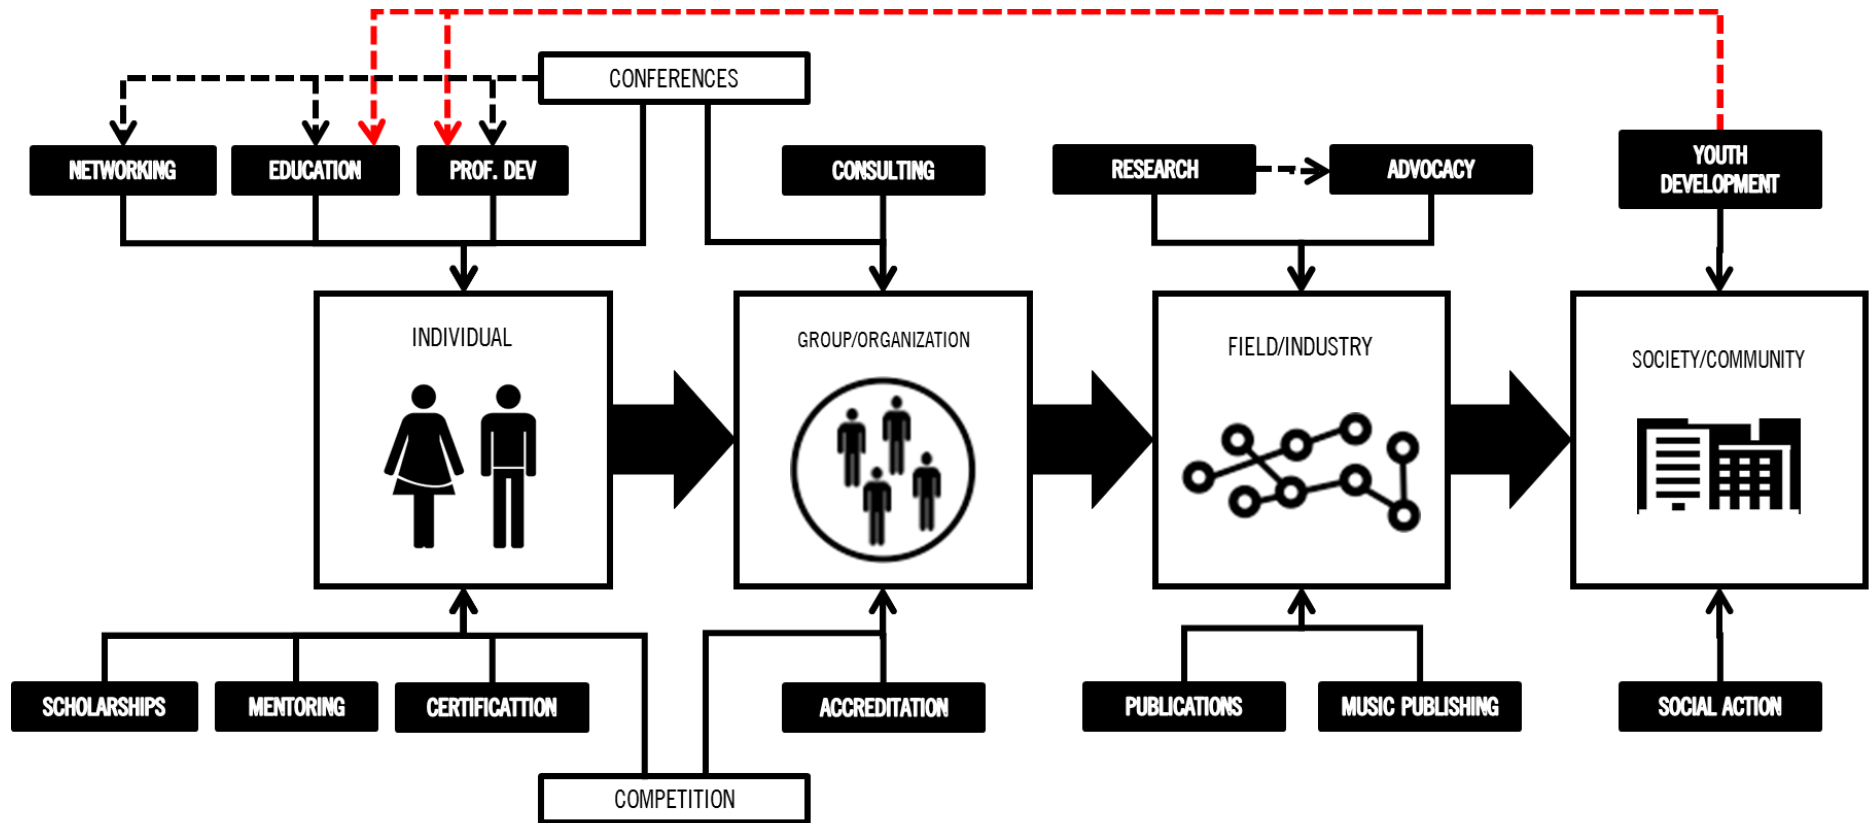 CONFERENCES
NETWORKING
EDUCATION
PROF. DEV
CONSULTING
RESEARCH
ADVOCACY
YOUTH
DEVELOPMENT
INDIVIDUAL
GROUP/ORGANIZATION
FIELD/INDUSTRY
SOCIETY/COMMUNITY
SCHOLARSHIPS
MENTORING
CERTIFICATTION
ACCREDITATION
PUBLICATIONS
MUSIC PUBLISHING
SOCIAL ACTION
COMPETITION